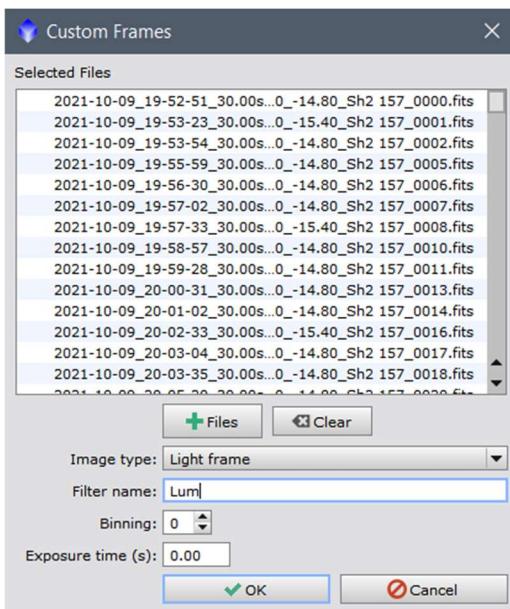 Custom Frames
Selected Files
2021-10-09_19-52-51_30.00s...0_-14.80_Sh2 157_0000.fits
2021-10-09_19-53-23_30.00s...0_-15.40_Sh2 157_0001.fits
2021-10-09_19-53-54_30.00s...0_-14.80_Sh2 157_0002.fits
2021-10-09_19-55-59_30.00s...0_-14.80_Sh2 157_0005.fits
2021-10-09_19-56-30_30.00s...0_-14.80_Sh2 157_0006.fits
2021-10-09_19-57-02_30.00s...0_-14.80_Sh2 157_0007.fits
2021-10-09_19-57-33_30.00s...0_-15.40_Sh2 157_0008.fits
2021-10-09_19-58-57_30.00s...0_-14.80_Sh2 157_0010.fits
2021-10-09_19-59-28_30.00s...0_-14.80_Sh2 157_0011.fits
2021-10-09_20-00-31_30.00s...0_-14.80_Sh2 157_0013.fits
2021-10-09_20-01-02_30.00s...0_-14.80_Sh2 157_0014.fits
2021-10-09_20-02-33_30.00s...0_-15.40_Sh2 157_0016.fits
2021-10-09_20-03-04_30.00s...0_-14.80_Sh2 157_0017.fits
2021-10-09_20-03-35_30.00s...0_-14.80_Sh2 157_0018.fits
Files Clear
Image type: Light frame
Filter name: Lum
Binning: 0
Exposure time (s): 0.00
OK Cancel